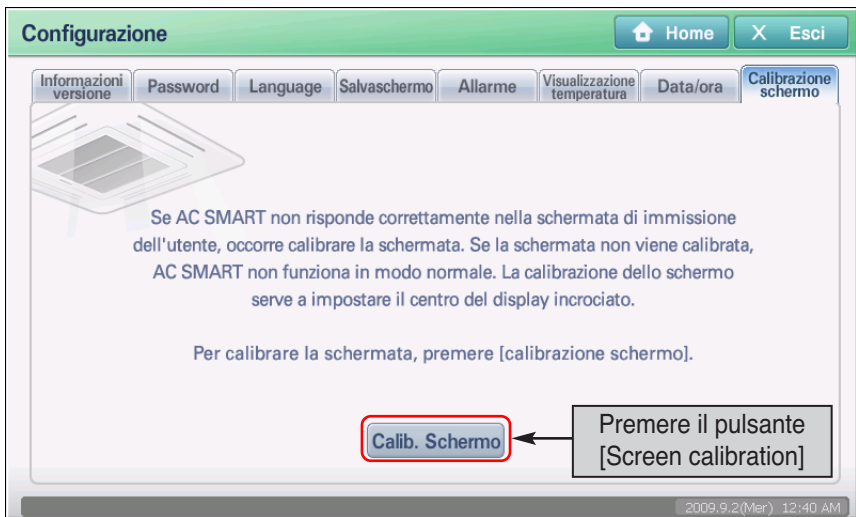 Configurazione
Home
X Esci
Informazioni
versione
Password
Language
Salvaschermo
Allarme
Visualizzazione
temperatura
Data/ora
Calibrazione
schermo
Se AC SMART non risponde correttamente nella schermata di immissione
dell'utente, occorre calibrare la schermata. Se la schermata non viene calibrata,
AC SMART non funziona in modo normale. La calibrazione dello schermo
serve a impostare il centro del display incrociato.
Per calibrare la schermata, premere [calibrazione schermo].
Calib. Schermo
Premere il pulsante
[Screen calibration]
2009.9.2(Mer) 12:40 AM